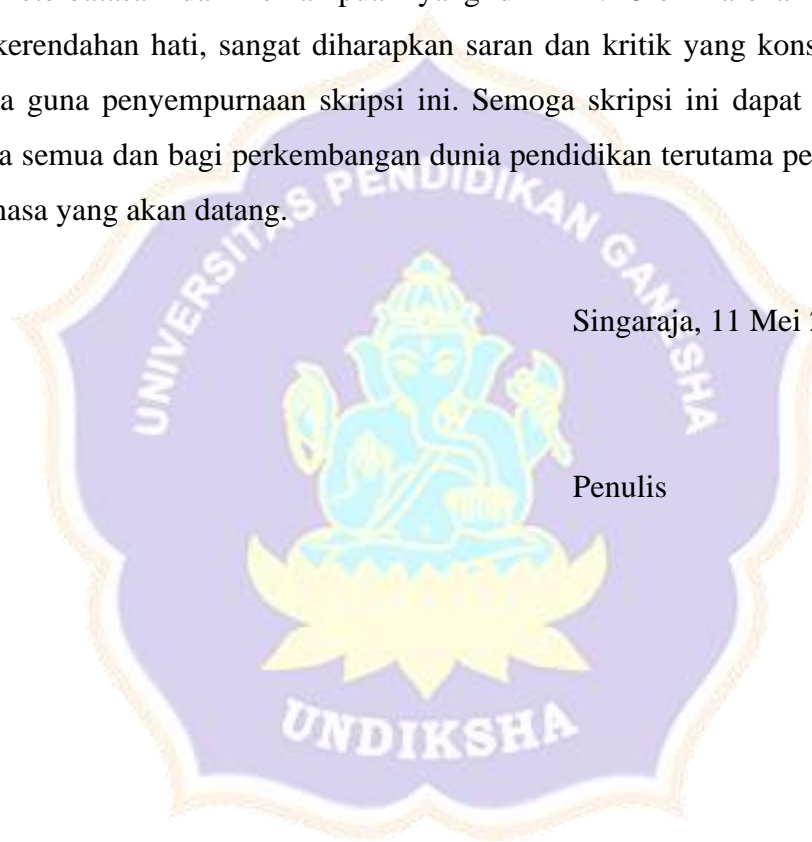 kerendahan hati, sangat diharapkan saran dan kritik yang kons
a guna penyempurnaan skripsi ini. Semoga skripsi ini dapat
a semua dan bagi perkembangan dunia pendidikan terutama pe
asa yang akan datang.
UNIVERSITAS PENDIDIKAN GANESHA
Singaraja, 11 Mei
Penulis
UNDIKSHA